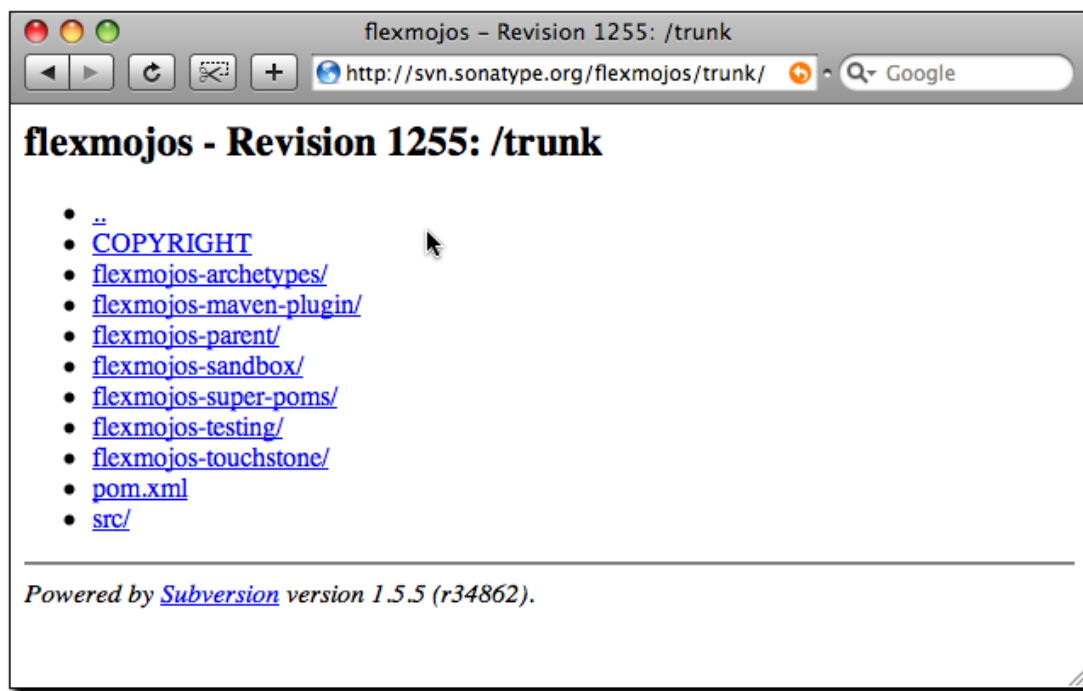 flexmojos – Revision 1255: /trunk
http://svn.sonatype.org/flexmojos/trunk/ Google
flexmojos - Revision 1255: /trunk
..
COPYRIGHT
flexmojos-archetypes/
flexmojos-maven-plugin/
flexmojos-parent/
flexmojos-sandbox/
flexmojos-super-poms/
flexmojos-testing/
flexmojos-touchstone/
pom.xml
src/
Powered by Subversion version 1.5.5 (r34862).